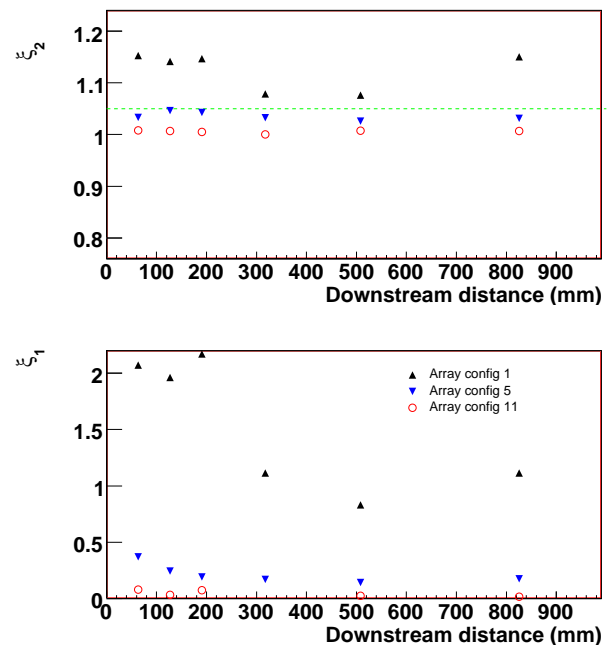 ξ2
1.2
1.1
1
0.9
0.8
0 100 200 300 400 500 600 700 800 900
Downstream distance (mm)
ξ1
2
1.5
1
0.5
0
Array config 1
Array config 5
Array config 11
0 100 200 300 400 500 600 700 800 900
Downstream distance (mm)